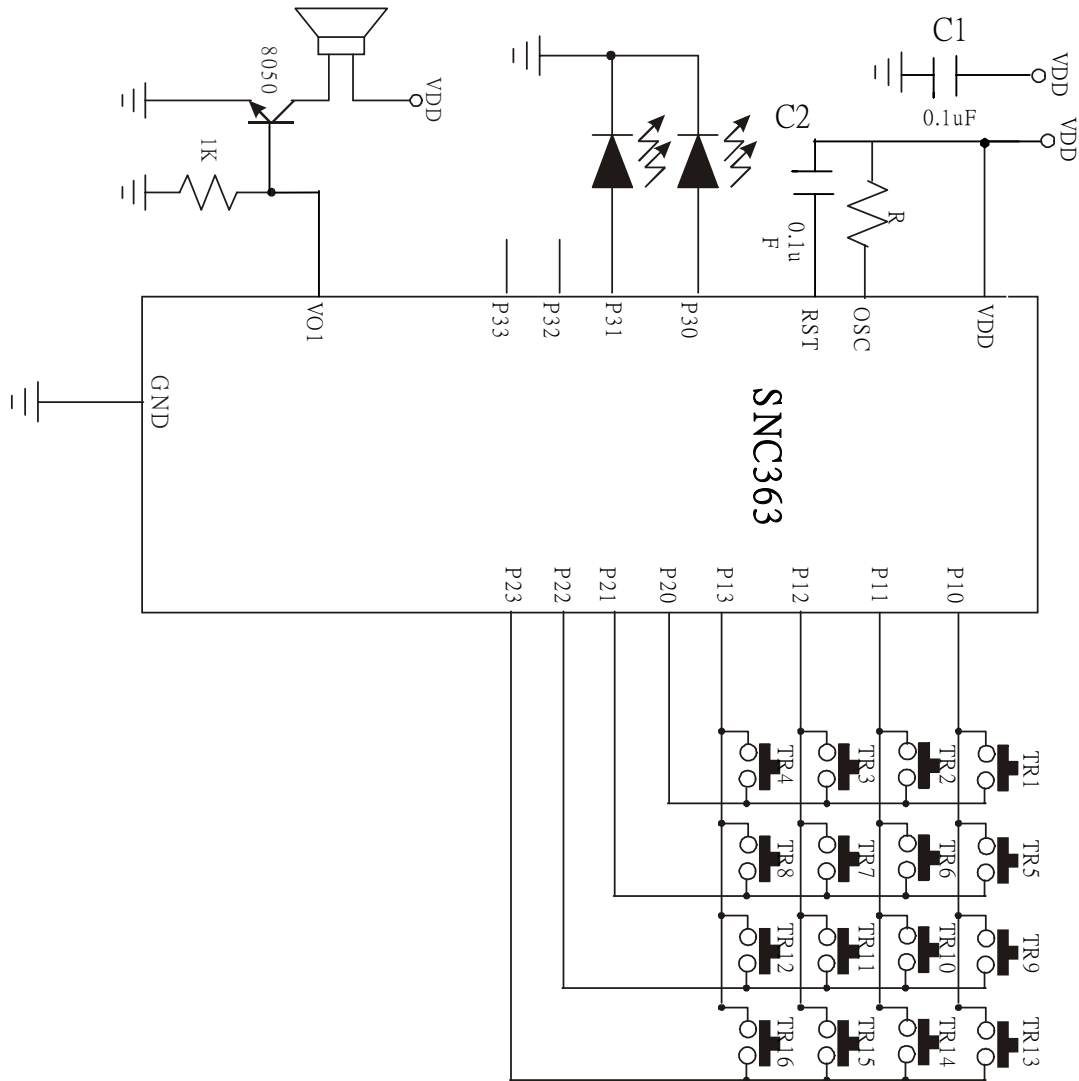 C1
VDD
0.1uF
VDD
8050
VDD
C2
1K
R
0.1u
F
VO1
P33
P32
P31
P30
RST
OSC
VDD
GND
SNC363
P23
P22
P21
P20
P13
P12
P11
P10
TR4
TR3
TR2
TR1
TR8
TR7
TR6
TR5
TR12
TR11
TR10
TR9
TR16
TR15
TR14
TR13